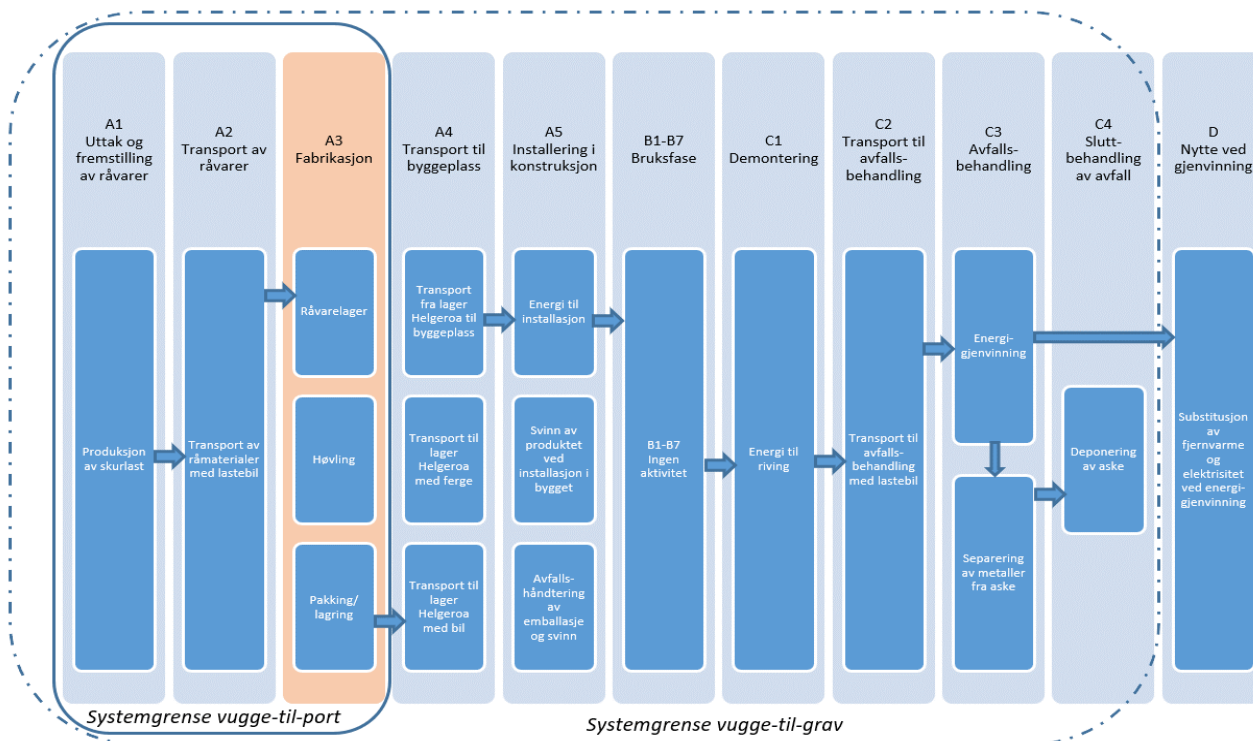 A1
Uttak og
fremstilling
av råvarer
A2
Transport av
råvarer
A3
Fabrikasjon
A4
Transport til
byggeplass
A5
Installering i
konstruksjon
B1-B7
Bruksfase
C1
Demontering
C2
Transport til
avfalls-
behandling
C3
Avfalls-
behandling
C4
Slutt-
behandling
av avfall
D
Nytte ved
gjenvinning
Produksjon
av skurlast
Transport av
råmaterialer
med lastebil
Råvarelager
Høvling
Pakking/
lagring
Transport
fra lager
Helgeroa til
byggeplass
Transport til
lager
Helgeroa
med ferge
Transport til
lager
Helgeroa
med bil
Energi til
installasjon
Svinn av
produktet ved
installasjon i
bygget
Avfalls-
håndtering
av
emballasje
og svinn
B1-B7
Ingen
aktivitet
Energi til
riving
Transport til
avfalls-
behandling
med lastebil
Energi-
gjenvinning
Separering
av metaller
fra aske
Deponering
av aske
Substitusjon
av
fjernvarme
og
elektrisitet
ved energi-
gjenvinning
Systemgrense vugge-til-port
Systemgrense vugge-til-grav